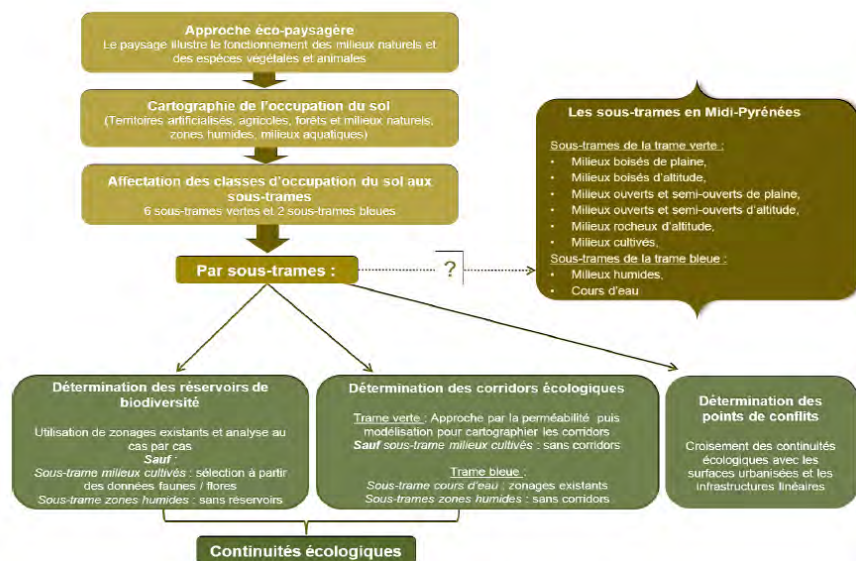 Approche éco-paysagère
Le paysage illustre le fonctionnement des milieux naturels et
des espèces végétales et animales
Cartographie de l'occupation du sol
(Territoires artificialisés, agricoles, forêts et milieux naturels,
zones humides, milieux aquatiques)
Affectation des classes d'occupation du sol aux
sous-trames
6 sous-trames vertes et 2 sous-trames bleues
Par sous-trames :
?
Les sous-trames en Midi-Pyrénées
Sous-trames de la trame verte :
• Milieux boisés de plaine,
• Milieux boisés d'altitude,
• Milieux ouverts et semi-ouverts de plaine,
• Milieux ouverts et semi-ouverts d'altitude,
• Milieux rocheux d'altitude,
• Milieux cultivés,
Sous-trames de la trame bleue :
• Milieux humides,
• Cours d'eau
Détermination des réservoirs de
biodiversité
Utilisation de zonages existants et analyse au
cas par cas
Sauf :
Sous-trame milieux cultivés : sélection à partir
des données faunes / flores
Sous-trame zones humides : sans réservoirs
Détermination des corridors écologiques
Trame verte : Approche par la perméabilité puis
modélisation pour cartographier les corridors
Sauf sous-trame milieux cultivés : sans corridors
Trame bleue :
Sous-trame cours d'eau : zonages existants
Sous-trames zones humides : sans corridors
Détermination des
points de conflits
Croisement des continuités
écologiques avec les
surfaces urbanisées et les
infrastructures linéaires
Continuités écologiques